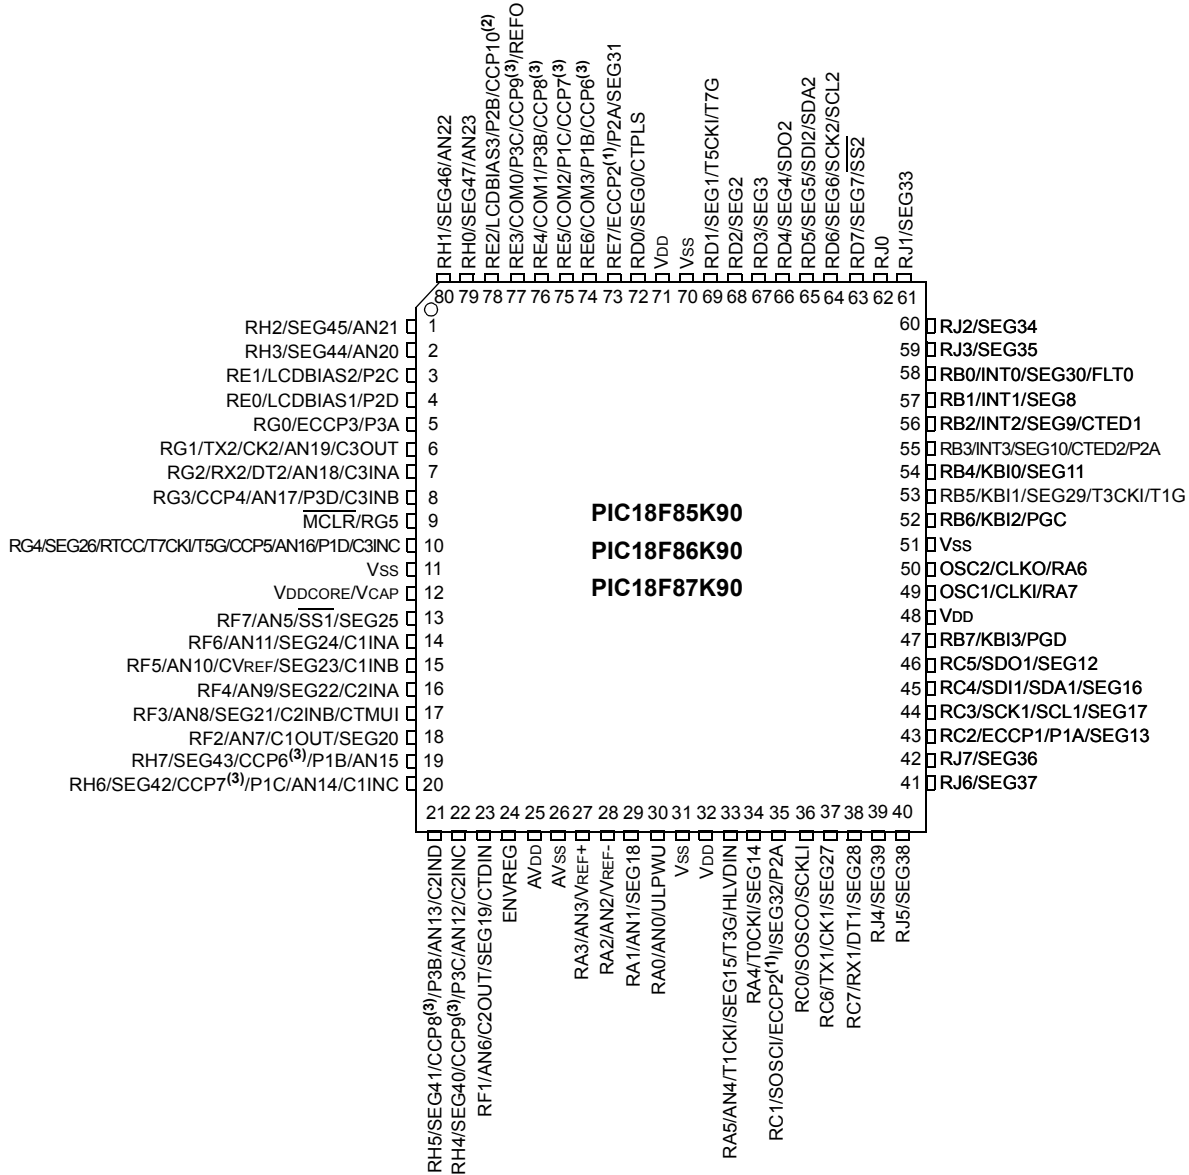 RH1/SEG46/AN22
RH0/SEG47/AN23
RE2/LCDBIAS3/P2B/CCP10(2)
RE3/COM0/P3C/CCP9(3)/REFO
RE4/COM1/P3B/CCP8(3)
RE5/COM2/P1C/CCP7(3)
RE6/COM3/P1B/CCP6(3)
RE7/ECCP2(1)/P2A/SEG31
RD0/SEG0/CTPLS
VDD
VSS
RD1/SEG1/T5CKI/T7G
RD2/SEG2
RD3/SEG3
RD4/SEG4/SDO2
RD5/SEG5/SDI2/SDA2
RD6/SEG6/SCK2/SCL2
RD7/SEG7/SS2
RJ0
RJ1/SEG33
80 79 78 77 76 75 74 73 72 71 70 69 68 67 66 65 64 63 62 61
RH2/SEG45/AN21 1
RH3/SEG44/AN20 2
RE1/LCDBIAS2/P2C 3
RE0/LCDBIAS1/P2D 4
RG0/ECCP3/P3A 5
RG1/TX2/CK2/AN19/C3OUT 6
RG2/RX2/DT2/AN18/C3INA 7
RG3/CCP4/AN17/P3D/C3INB 8
MCLR/RG5 9
RG4/SEG26/RTCC/T7CKI/T5G/CCP5/AN16/P1D/C3INC 10
VSS 11
VDDCORE/VCAP 12
RF7/AN5/SS1/SEG25 13
RF6/AN11/SEG24/C1INA 14
RF5/AN10/CVREF/SEG23/C1INB 15
RF4/AN9/SEG22/C2INA 16
RF3/AN8/SEG21/C2INB/CTMUI 17
RF2/AN7/C1OUT/SEG20 18
RH7/SEG43/CCP6(3)/P1B/AN15 19
RH6/SEG42/CCP7(3)/P1C/AN14/C1INC 20
PIC18F85K90
PIC18F86K90
PIC18F87K90
60 RJ2/SEG34
59 RJ3/SEG35
58 RB0/INT0/SEG30/FLT0
57 RB1/INT1/SEG8
56 RB2/INT2/SEG9/CTED1
55 RB3/INT3/SEG10/CTED2/P2A
54 RB4/KBI0/SEG11
53 RB5/KBI1/SEG29/T3CKI/T1G
52 RB6/KBI2/PGC
51 VSS
50 OSC2/CLKO/RA6
49 OSC1/CLKI/RA7
48 VDD
47 RB7/KBI3/PGD
46 RC5/SDO1/SEG12
45 RC4/SDI1/SDA1/SEG16
44 RC3/SCK1/SCL1/SEG17
43 RC2/ECCP1/P1A/SEG13
42 RJ7/SEG36
41 RJ6/SEG37
21 22 23 24 25 26 27 28 29 30 31 32 33 34 35 36 37 38 39 40
RH5/SEG41/CCP8(3)/P3B/AN13/C2IND
RH4/SEG40/CCP9(3)/P3C/AN12/C2INC
RF1/AN6/C2OUT/SEG19/CTDIN
ENVREG
AVDD
AVSS
RA3/AN3/VREF+
RA2/AN2/VREF-
RA1/AN1/SEG18
RA0/AN0/ULPWU
VSS
VDD
RA5/AN4/T1CKI/SEG15/T3G/HLVDIN
RA4/T0CKI/SEG14
RC1/SOSCI/ECCP2(1)I/SEG32/P2A
RC0/SOSCO/SCKLI
RC6/TX1/CK1/SEG27
RC7/RX1/DT1/SEG28
RJ4/SEG39
RJ5/SEG38